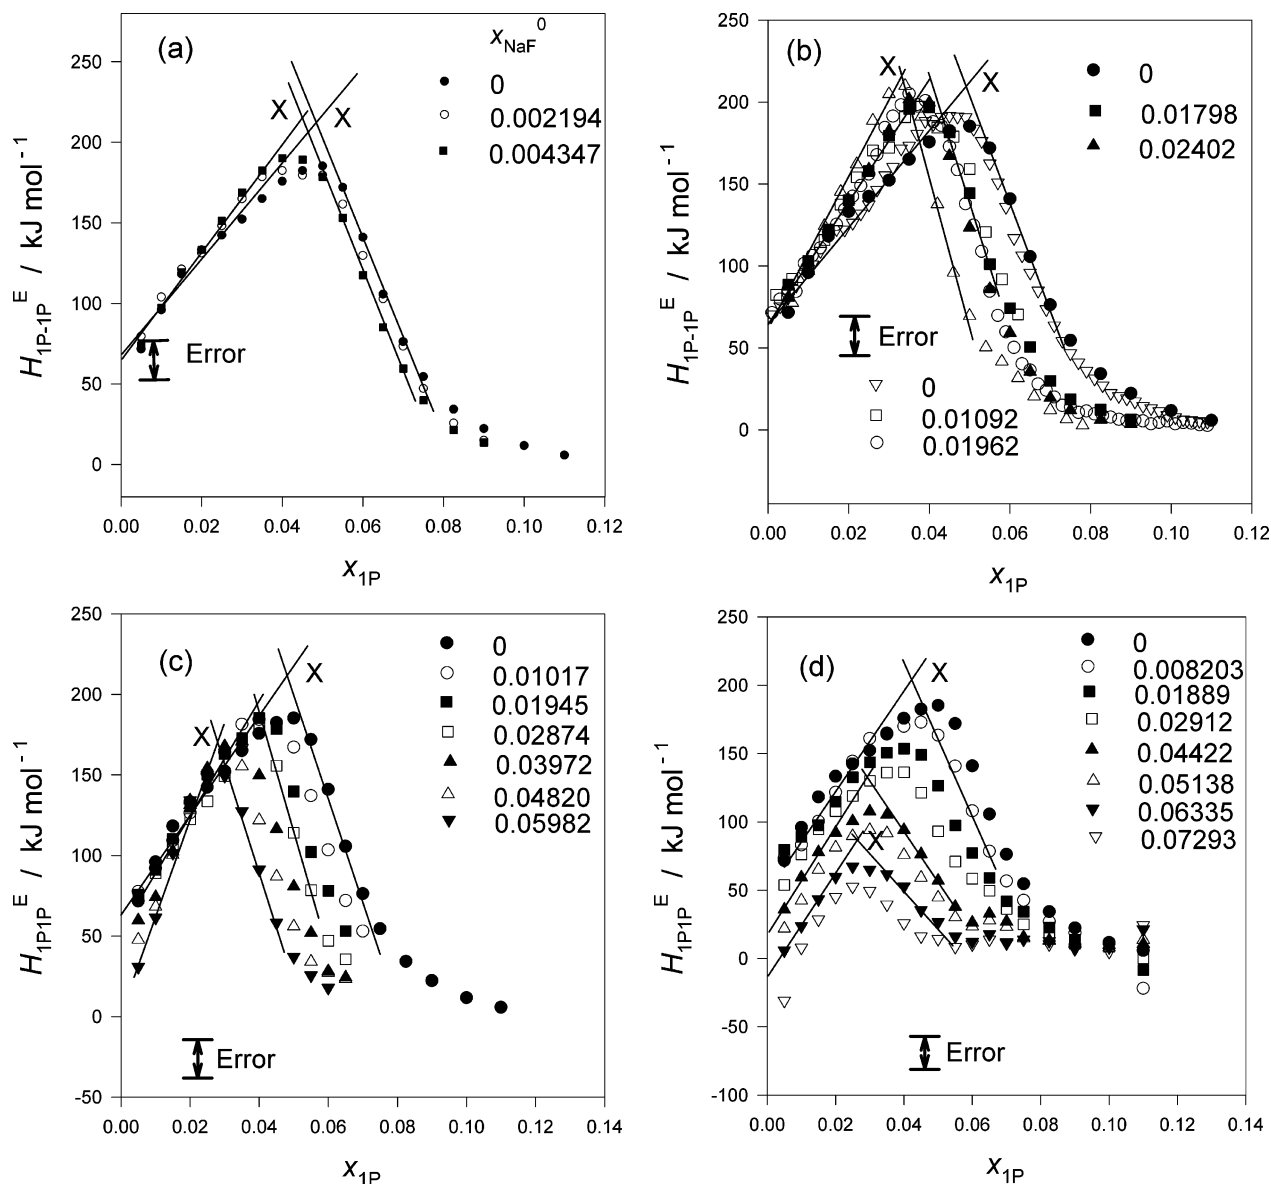 (a)
x_NaF^0
0
0.002194
0.004347
X
X
Error
250
200
150
100
50
0
0.00 0.02 0.04 0.06 0.08 0.10 0.12
H_1P-1P^E / kJ mol^-1
x_1P
(b)
0
0.01798
0.02402
X
X
Error
0
0.01092
0.01962
250
200
150
100
50
0
0.00 0.02 0.04 0.06 0.08 0.10 0.12
H_1P-1P^E / kJ mol^-1
x_1P
(c)
0
0.01017
0.01945
0.02874
0.03972
0.04820
0.05982
X
X
Error
250
200
150
100
50
0
-50
0.00 0.02 0.04 0.06 0.08 0.10 0.12 0.14
H_1P1P^E / kJ mol^-1
x_1P
(d)
0
0.008203
0.01889
0.02912
0.04422
0.05138
0.06335
0.07293
X
X
Error
250
200
150
100
50
0
-50
-100
0.00 0.02 0.04 0.06 0.08 0.10 0.12 0.14
H_1P1P^E / kJ mol^-1
x_1P